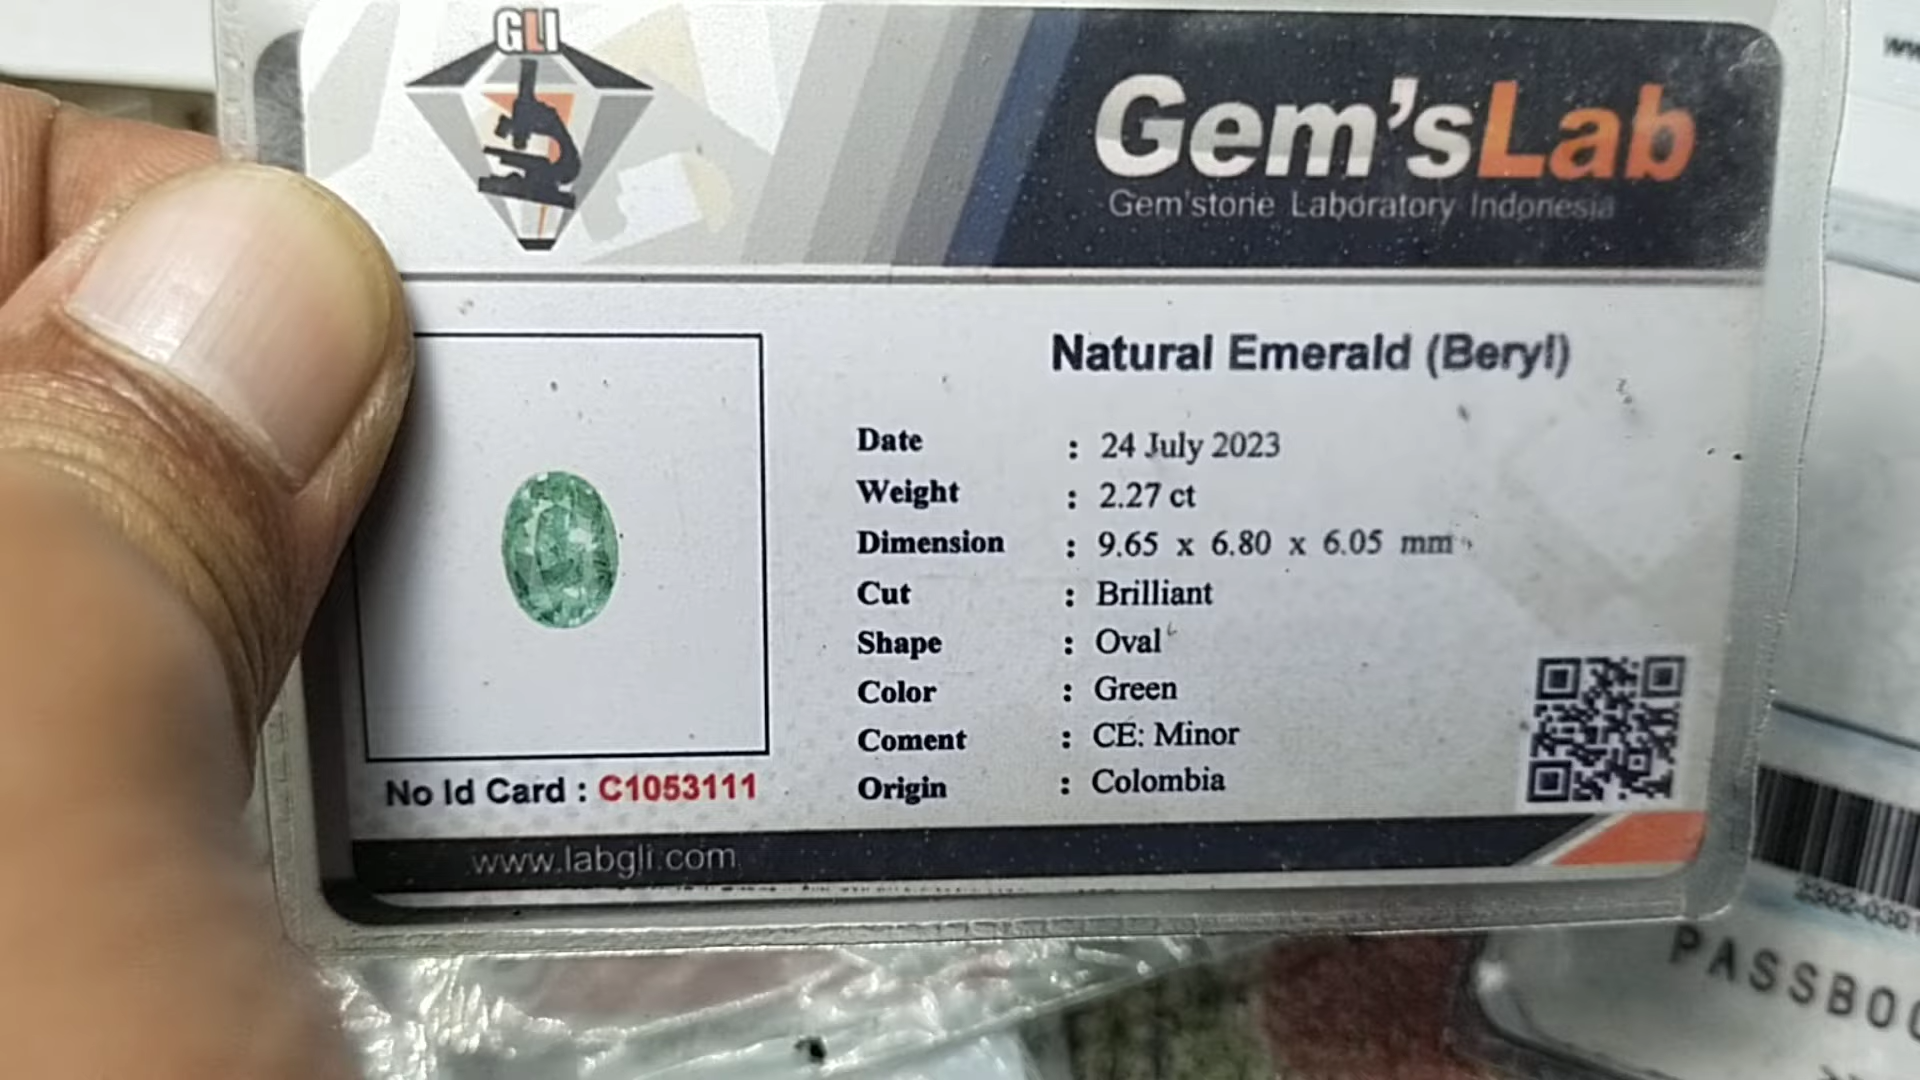 GLI
Gem'sLab
Gem'stone Laboratory Indonesia
Natural Emerald (Beryl)
Date : 24 July 2023
Weight : 2.27 ct
Dimension : 9.65 x 6.80 x 6.05 mm
Cut : Brilliant
Shape : Oval
Color : Green
Coment : CE: Minor
Origin : Colombia
No Id Card : C1053111
www.labgli.com